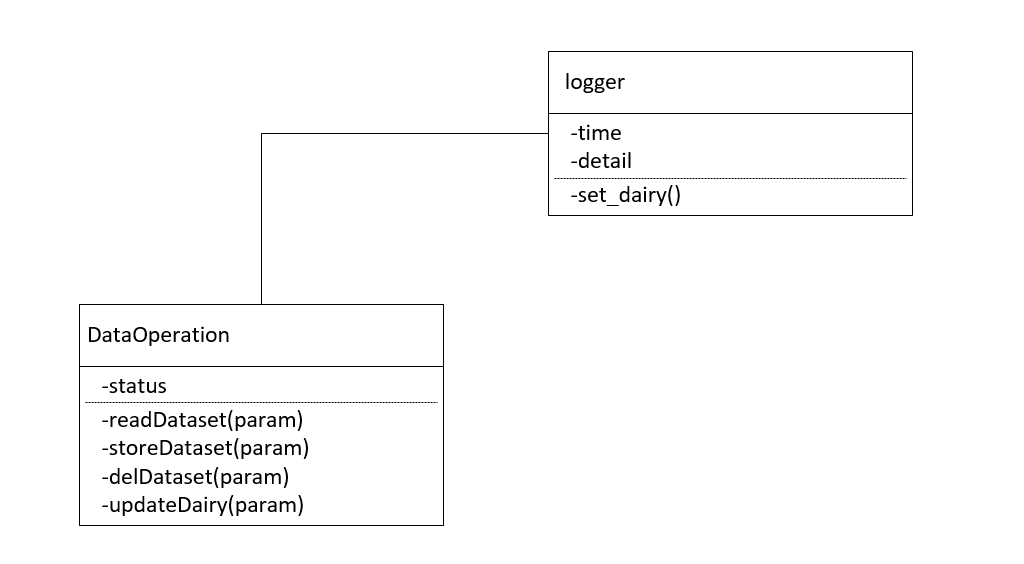 logger
-time
-detail
-set_dairy()
DataOperation
-status
-readDataset(param)
-storeDataset(param)
-delDataset(param)
-updateDairy(param)